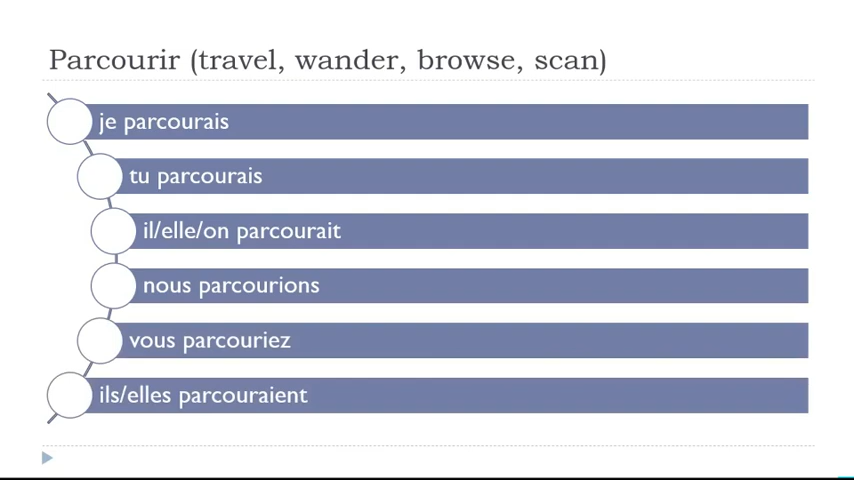 Parcourir (travel, wander, browse, scan)
je parcourais
tu parcourais
il/elle/on parcourait
nous parcourions
vous parcouriez
ils/elles parcouraient